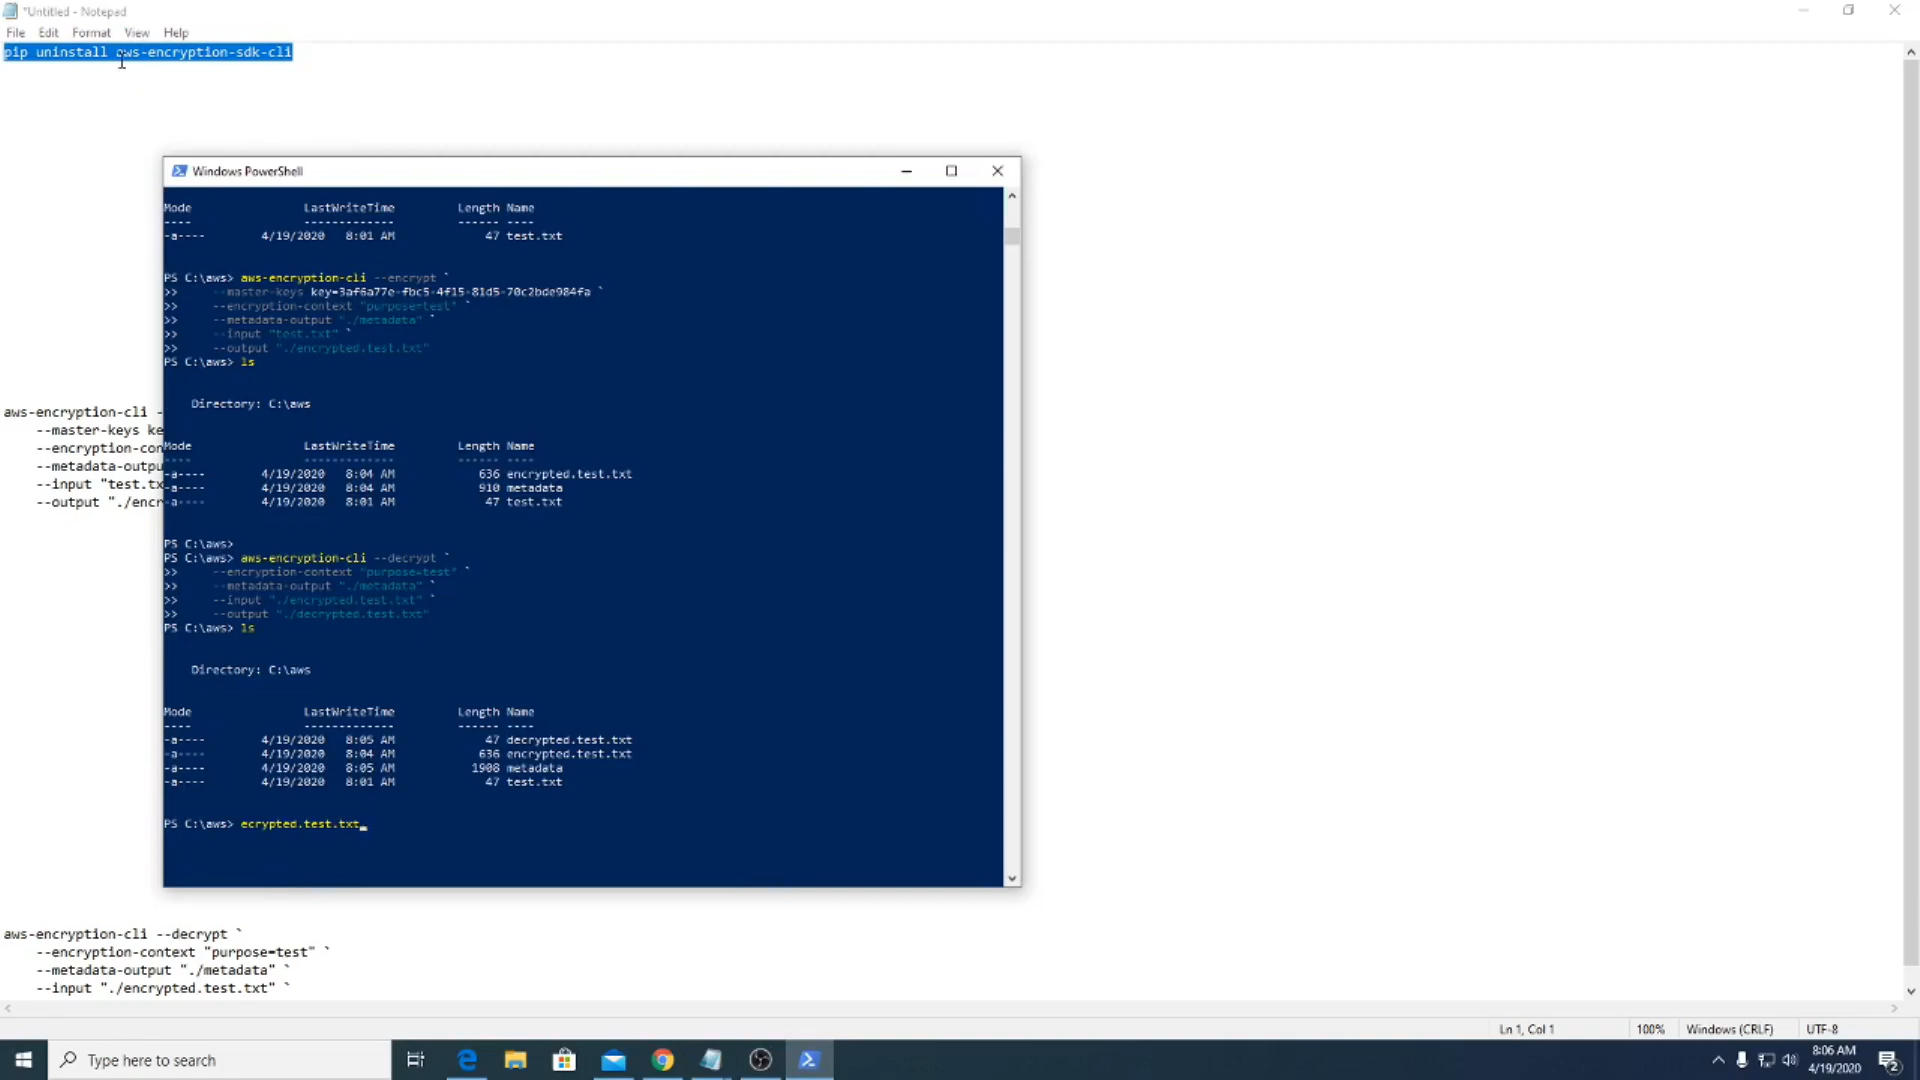 *Untitled - Notepad
File Edit Format View Help
pip uninstall aws-encryption-sdk-cli
Windows PowerShell
Mode LastWriteTime Length Name
---- ------------- ------ ----
-a---- 4/19/2020 8:01 AM 47 test.txt
PS C:\aws> aws-encryption-cli --encrypt `
>> --master-keys key=3af6a77e-fbc5-4f15-81d5-70c2bde984fa `
>> --encryption-context "purpose=test" `
>> --metadata-output "./metadata" `
>> --input "test.txt" `
>> --output "./encrypted.test.txt"
PS C:\aws> ls
Directory: C:\aws
Mode LastWriteTime Length Name
---- ------------- ------ ----
-a---- 4/19/2020 8:04 AM 636 encrypted.test.txt
-a---- 4/19/2020 8:04 AM 910 metadata
-a---- 4/19/2020 8:01 AM 47 test.txt
PS C:\aws>
PS C:\aws> aws-encryption-cli --decrypt `
>> --encryption-context "purpose=test" `
>> --metadata-output "./metadata" `
>> --input "./encrypted.test.txt" `
>> --output "./decrypted.test.txt"
PS C:\aws> ls
Directory: C:\aws
Mode LastWriteTime Length Name
---- ------------- ------ ----
-a---- 4/19/2020 8:05 AM 47 decrypted.test.txt
-a---- 4/19/2020 8:04 AM 636 encrypted.test.txt
-a---- 4/19/2020 8:05 AM 1908 metadata
-a---- 4/19/2020 8:01 AM 47 test.txt
PS C:\aws> ecrypted.test.txt_
aws-encryption-cli -
--master-keys ke
--encryption-con
--metadata-outpu
--input "test.tx
--output "./encr
aws-encryption-cli --decrypt `
--encryption-context "purpose=test" `
--metadata-output "./metadata" `
--input "./encrypted.test.txt" `
Ln 1, Col 1 100% Windows (CRLF) UTF-8
Type here to search
8:06 AM
4/19/2020
2